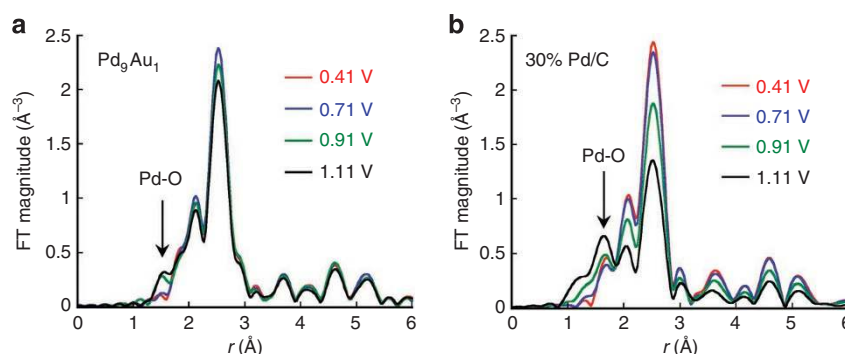 a
Pd₉Au₁
FT magnitude (Å⁻³)
2.5
2
1.5
1
0.5
0
0 1 2 3 4 5 6
r (Å)
Pd-O
0.41 V
0.71 V
0.91 V
1.11 V
b
30% Pd/C
FT magnitude (Å⁻³)
2.5
2
1.5
1
0.5
0
0 1 2 3 4 5 6
r (Å)
Pd-O
0.41 V
0.71 V
0.91 V
1.11 V